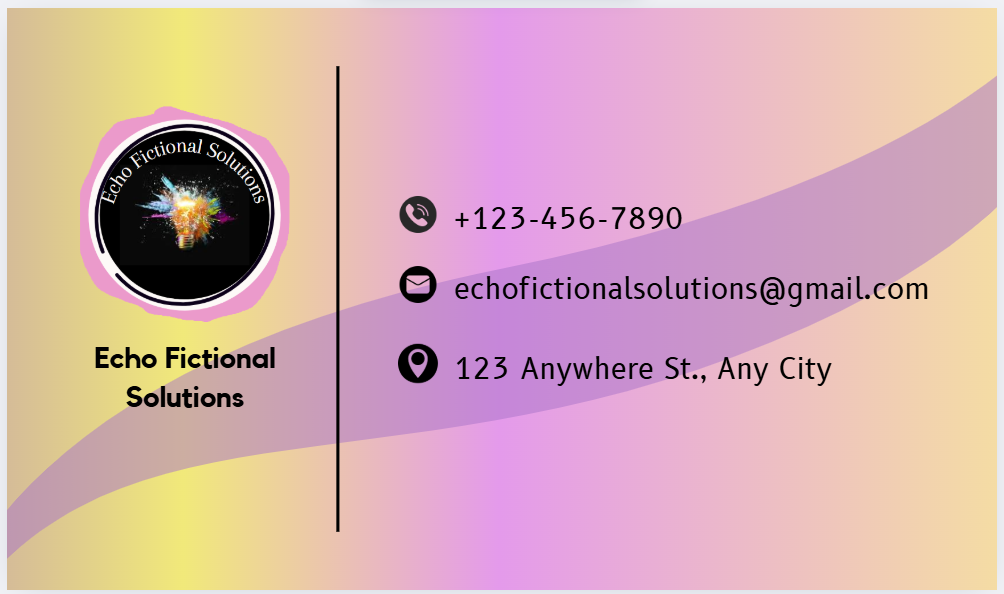 Echo Fictional Solutions
Echo Fictional
Solutions
+123-456-7890
echofictionalsolutions@gmail.com
123 Anywhere St., Any City